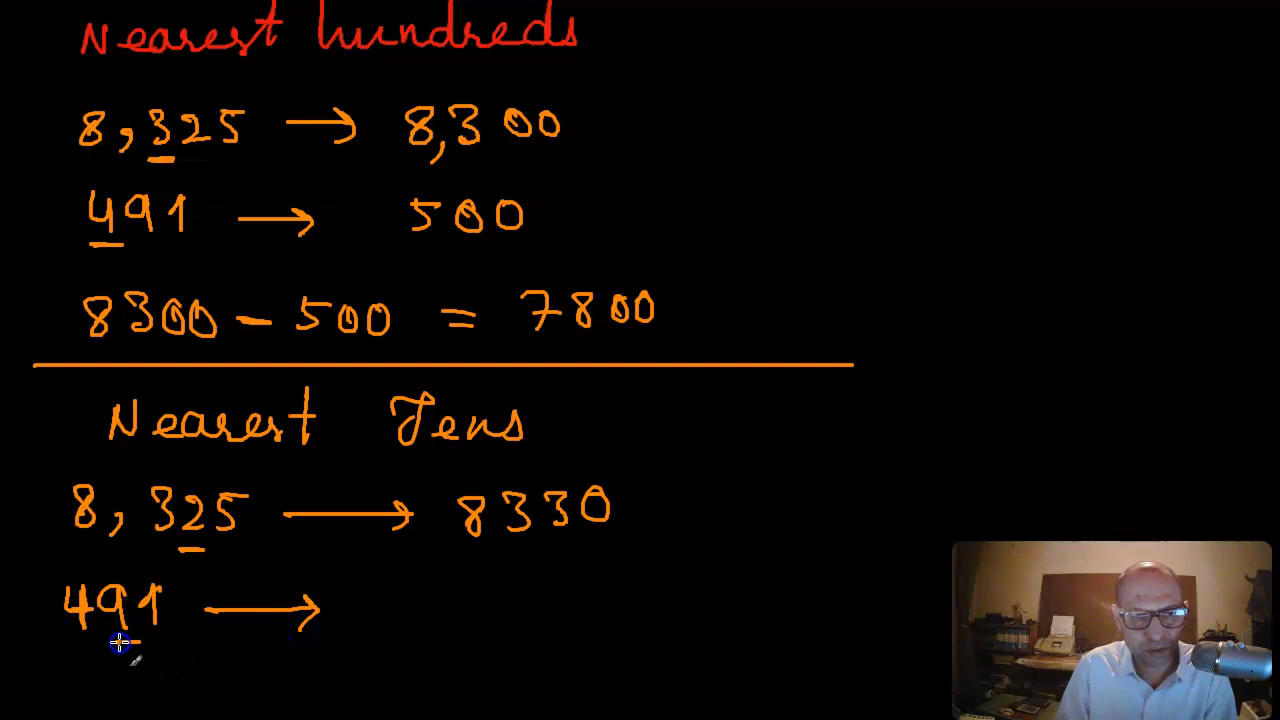 Nearest hundreds
8,325 → 8,300
491 → 500
8300 - 500 = 7800
Nearest Tens
8,325 → 8330
491 →